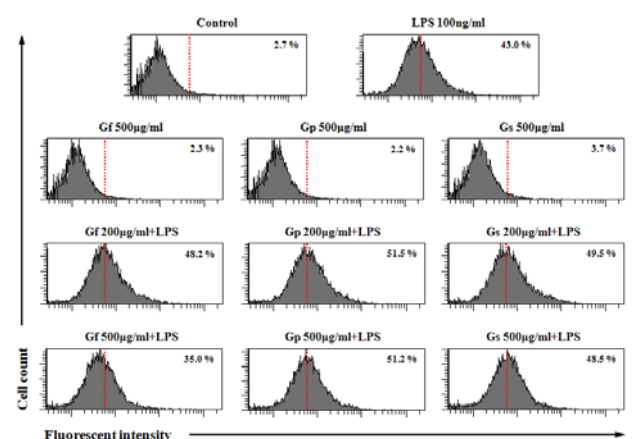 Control LPS 100ng/ml
2.7 % 43.0 %
Gf 500µg/ml Gp 500µg/ml Gs 500µg/ml
2.3 % 2.2 % 3.7 %
Gf 200µg/ml+LPS Gp 200µg/ml+LPS Gs 200µg/ml+LPS
48.2 % 51.5 % 49.5 %
Gf 500µg/ml+LPS Gp 500µg/ml+LPS Gs 500µg/ml+LPS
35.0 % 51.2 % 48.5 %
Cell count
Fluorescent intensity